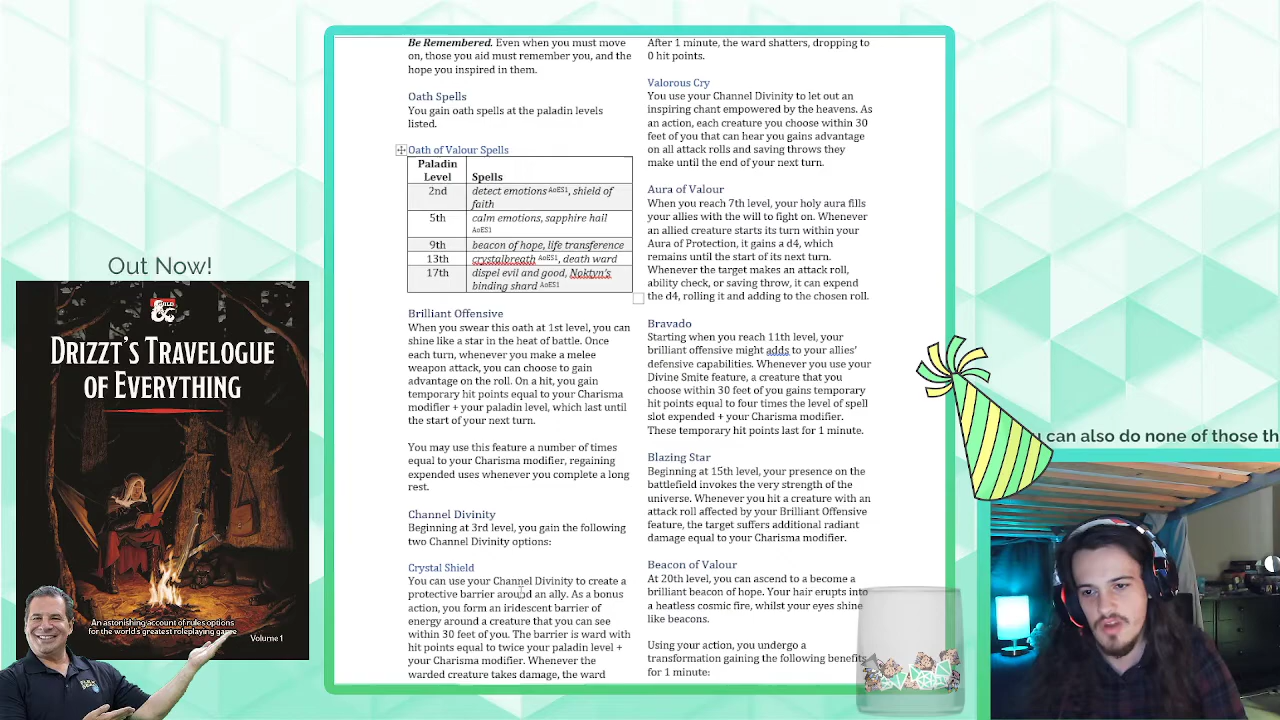 Be Remembered. Even when you must move
on, those you aid must remember you, and the
hope you inspired in them.
Oath Spells
You gain oath spells at the paladin levels
listed.
Oath of Valour Spells
Paladin
Level
Spells
2nd
detect emotions AoES1, shield of
faith
5th
calm emotions, sapphire hail
AoES1
9th
beacon of hope, life transference
13th
crystalbreath AoES1, death ward
17th
dispel evil and good, Noktyn's
binding shard AoES1
Brilliant Offensive
When you swear this oath at 1st level, you can
shine like a star in the heat of battle. Once
each turn, whenever you make a melee
weapon attack, you can choose to gain
advantage on the roll. On a hit, you gain
temporary hit points equal to your Charisma
modifier + your paladin level, which last until
the start of your next turn.
You may use this feature a number of times
equal to your Charisma modifier, regaining
expended uses whenever you complete a long
rest.
Channel Divinity
Beginning at 3rd level, you gain the following
two Channel Divinity options:
Crystal Shield
You can use your Channel Divinity to create a
protective barrier around an ally. As a bonus
action, you form an iridescent barrier of
energy around a creature that you can see
within 30 feet of you. The barrier is ward with
hit points equal to twice your paladin level +
your Charisma modifier. Whenever the
warded creature takes damage, the ward
After 1 minute, the ward shatters, dropping to
0 hit points.
Valorous Cry
You use your Channel Divinity to let out an
inspiring chant empowered by the heavens. As
an action, each creature you choose within 30
feet of you that can hear you gains advantage
on all attack rolls and saving throws they
make until the end of your next turn.
Aura of Valour
When you reach 7th level, your holy aura fills
your allies with the will to fight on. Whenever
an allied creature starts its turn within your
Aura of Protection, it gains a d4, which
remains until the start of its next turn.
Whenever the target makes an attack roll,
ability check, or saving throw, it can expend
the d4, rolling it and adding to the chosen roll.
Bravado
Starting when you reach 11th level, your
brilliant offensive might adds to your allies'
defensive capabilities. Whenever you use your
Divine Smite feature, a creature that you
choose within 30 feet of you gains temporary
hit points equal to four times the level of spell
slot expended + your Charisma modifier.
These temporary hit points last for 1 minute.
Blazing Star
Beginning at 15th level, your presence on the
battlefield invokes the very strength of the
universe. Whenever you hit a creature with an
attack roll affected by your Brilliant Offensive
feature, the target suffers additional radiant
damage equal to your Charisma modifier.
Beacon of Valour
At 20th level, you can ascend to a become a
brilliant beacon of hope. Your hair erupts into
a heatless cosmic fire, whilst your eyes shine
like beacons.
Using your action, you undergo a
transformation gaining the following benefits
for 1 minute:
Out Now!
DRIZZT'S TRAVELOGUE
OF EVERYTHING
An astonishing account of rules options
for the world's greatest roleplaying game
Volume 1
can also do none of those th